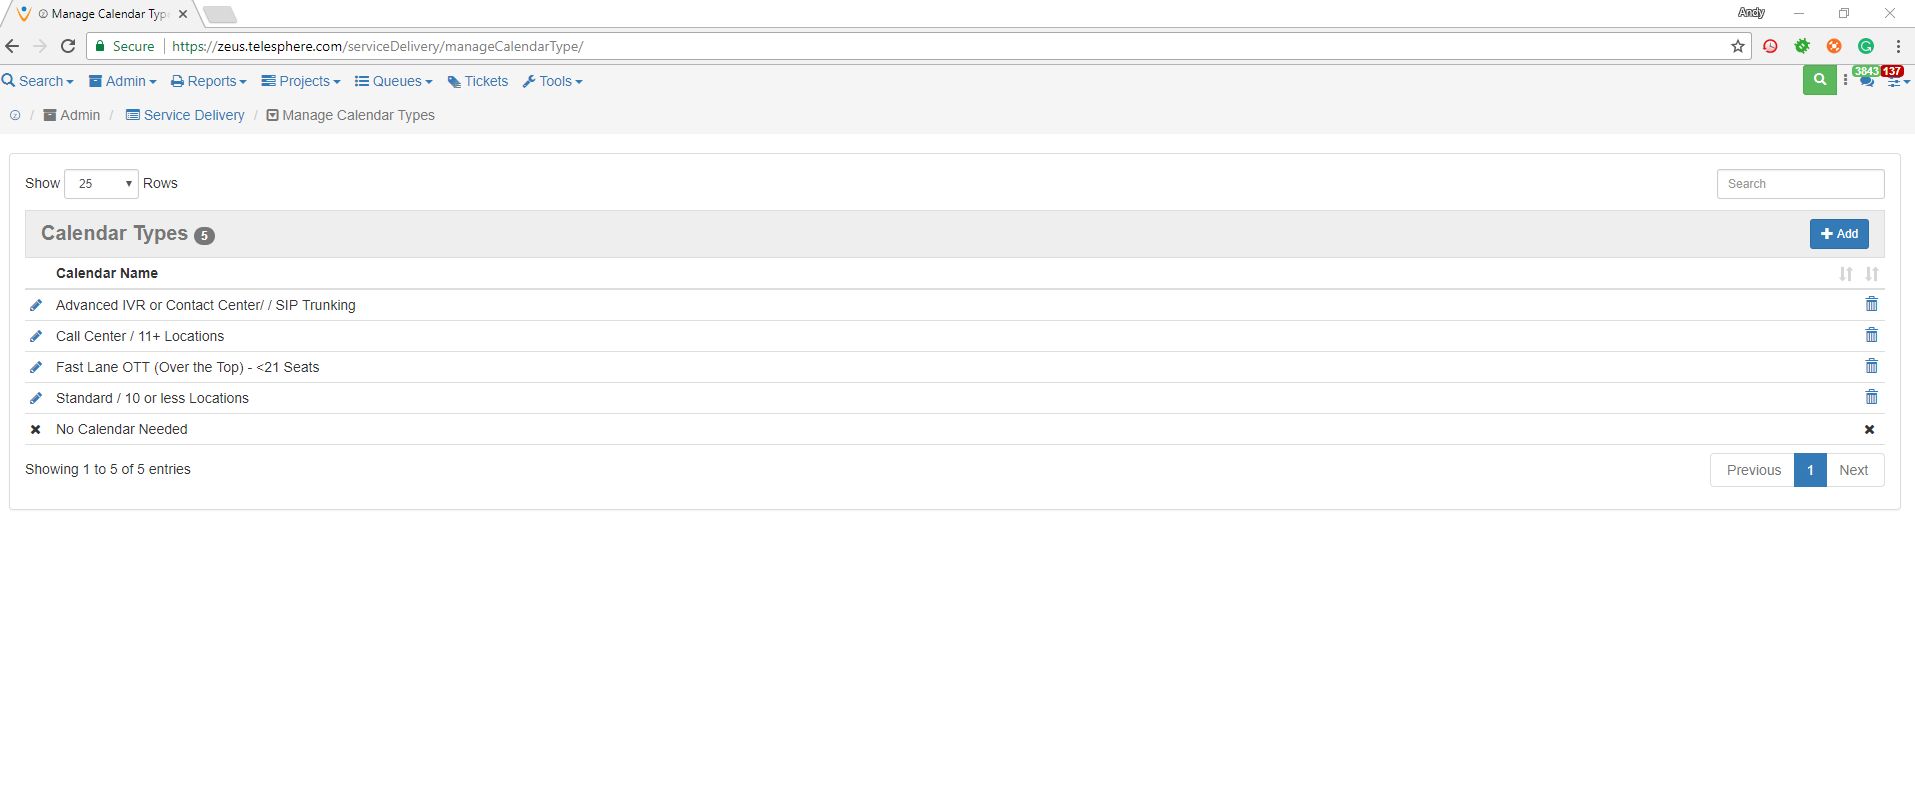 Manage Calendar Typ
Andy
Secure https://zeus.telesphere.com/serviceDelivery/manageCalendarType/
Search Admin Reports Projects Queues Tickets Tools 3843 137
/ Admin / Service Delivery / Manage Calendar Types
Show 25 Rows Search
Calendar Types 5 Add
Calendar Name
Advanced IVR or Contact Center/ / SIP Trunking
Call Center / 11+ Locations
Fast Lane OTT (Over the Top) - <21 Seats
Standard / 10 or less Locations
No Calendar Needed
Showing 1 to 5 of 5 entries Previous 1 Next